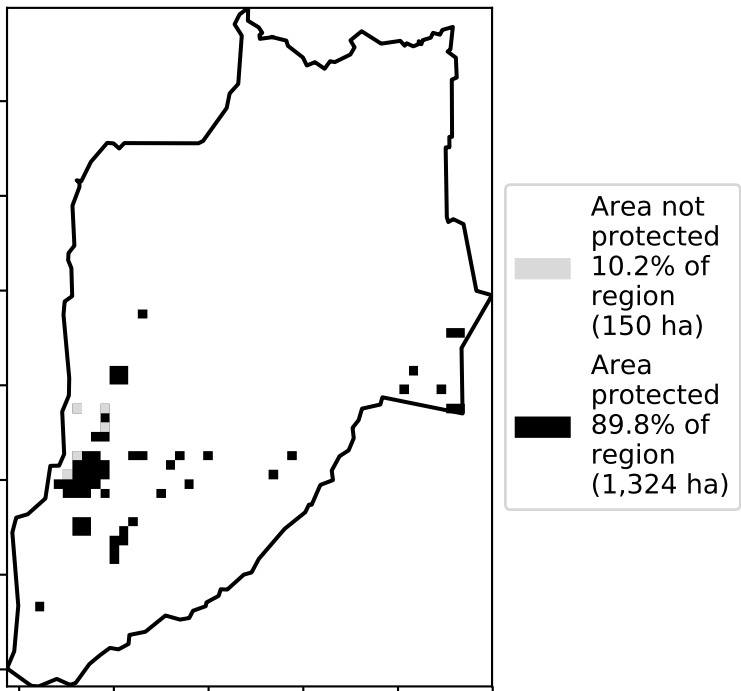 Area not
protected
10.2% of
region
(150 ha)
Area
protected
89.8% of
region
(1,324 ha)